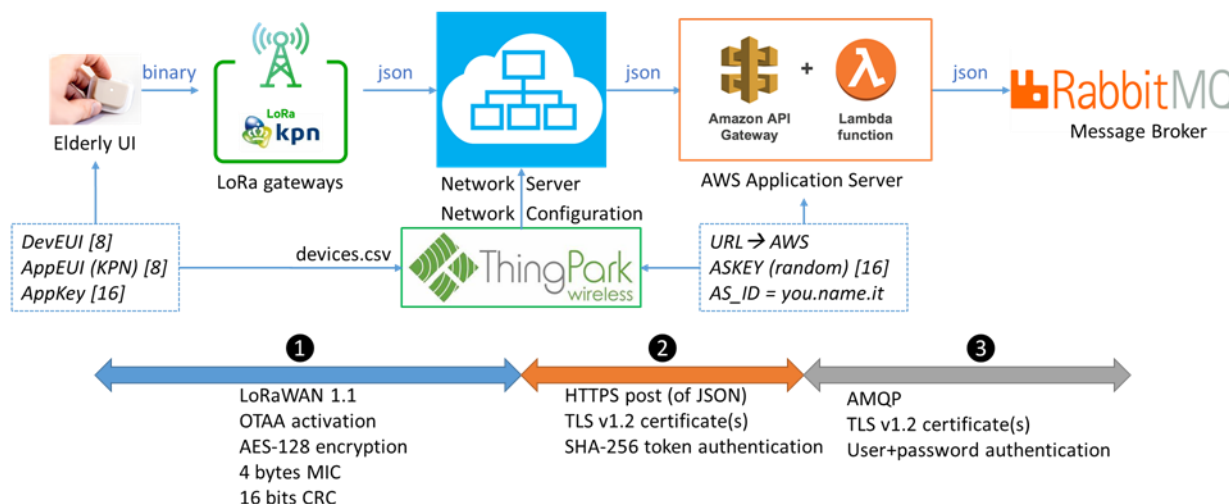 binary
json
json
json
LoRa
kpn
Amazon API
Gateway
+
Lambda
function
RabbitMQ
Message Broker
Elderly UI
LoRa gateways
Network Server
AWS Application Server
Network Configuration
DevEUI [8]
AppEUI (KPN) [8]
AppKey [16]
devices.csv
ThingPark
wireless
URL → AWS
ASKEY (random) [16]
AS_ID = you.name.it
1
2
3
LoRaWAN 1.1
OTAA activation
AES-128 encryption
4 bytes MIC
16 bits CRC
HTTPS post (of JSON)
TLS v1.2 certificate(s)
SHA-256 token authentication
AMQP
TLS v1.2 certificate(s)
User+password authentication